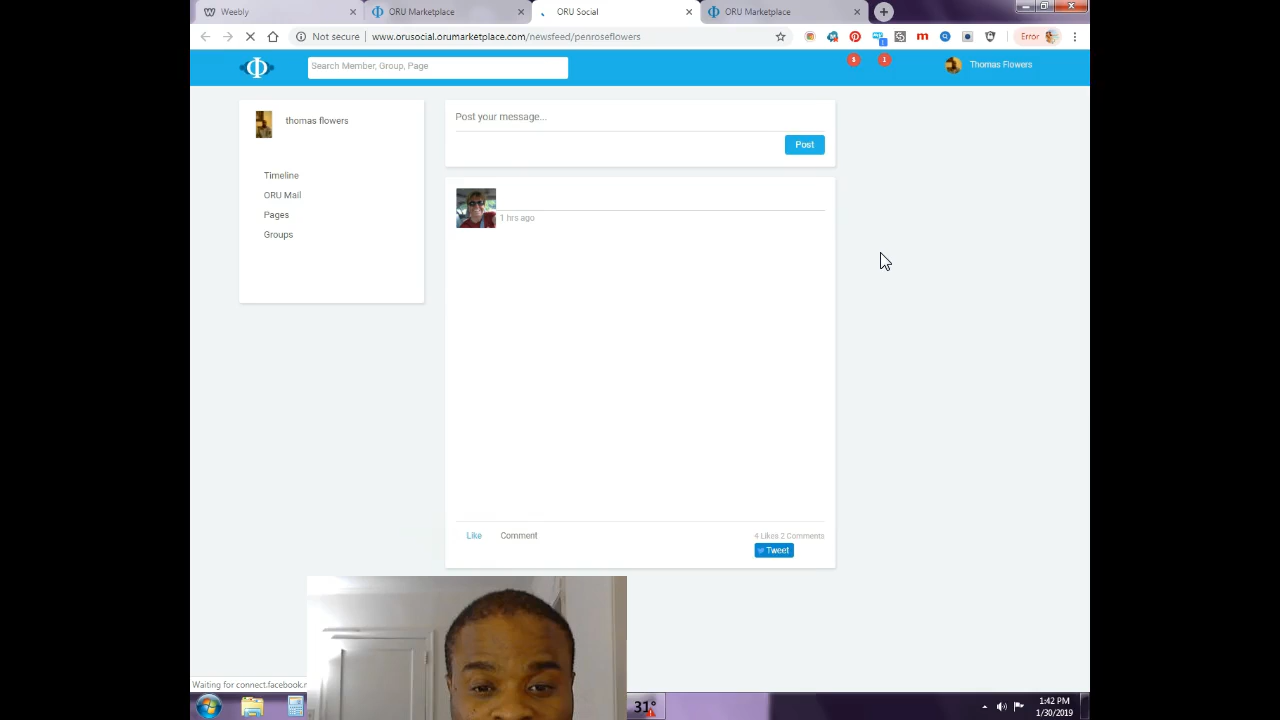 Weebly
ORU Marketplace
ORU Social
ORU Marketplace
Not secure
www.orusocial.orumarketplace.com/newsfeed/penroseflowers
Error
Search Member, Group, Page
Thomas Flowers
thomas flowers
Timeline
ORU Mail
Pages
Groups
Post your message...
Post
1 hrs ago
Like
Comment
4 Likes 2 Comments
Tweet
Waiting for connect.facebook.
31°
1:42 PM
1/30/2019